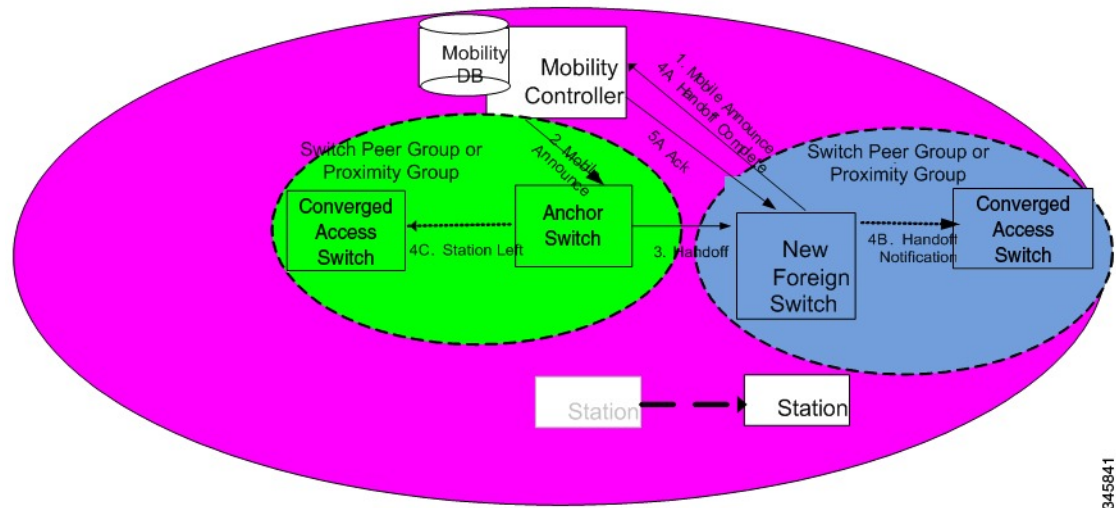 Mobility
DB
Mobility
Controller
1. Mobile Announce
4A. Handoff Complete
5A Ack
2. Mobile
Announce
Switch Peer Group or
Proximity Group
Converged
Access
Switch
4C. Station Left
Anchor
Switch
3. Handoff
Switch Peer Group or
Proximity Group
New
Foreign
Switch
4B. Handoff
Notification
Converged
Access
Switch
Station
Station
345841